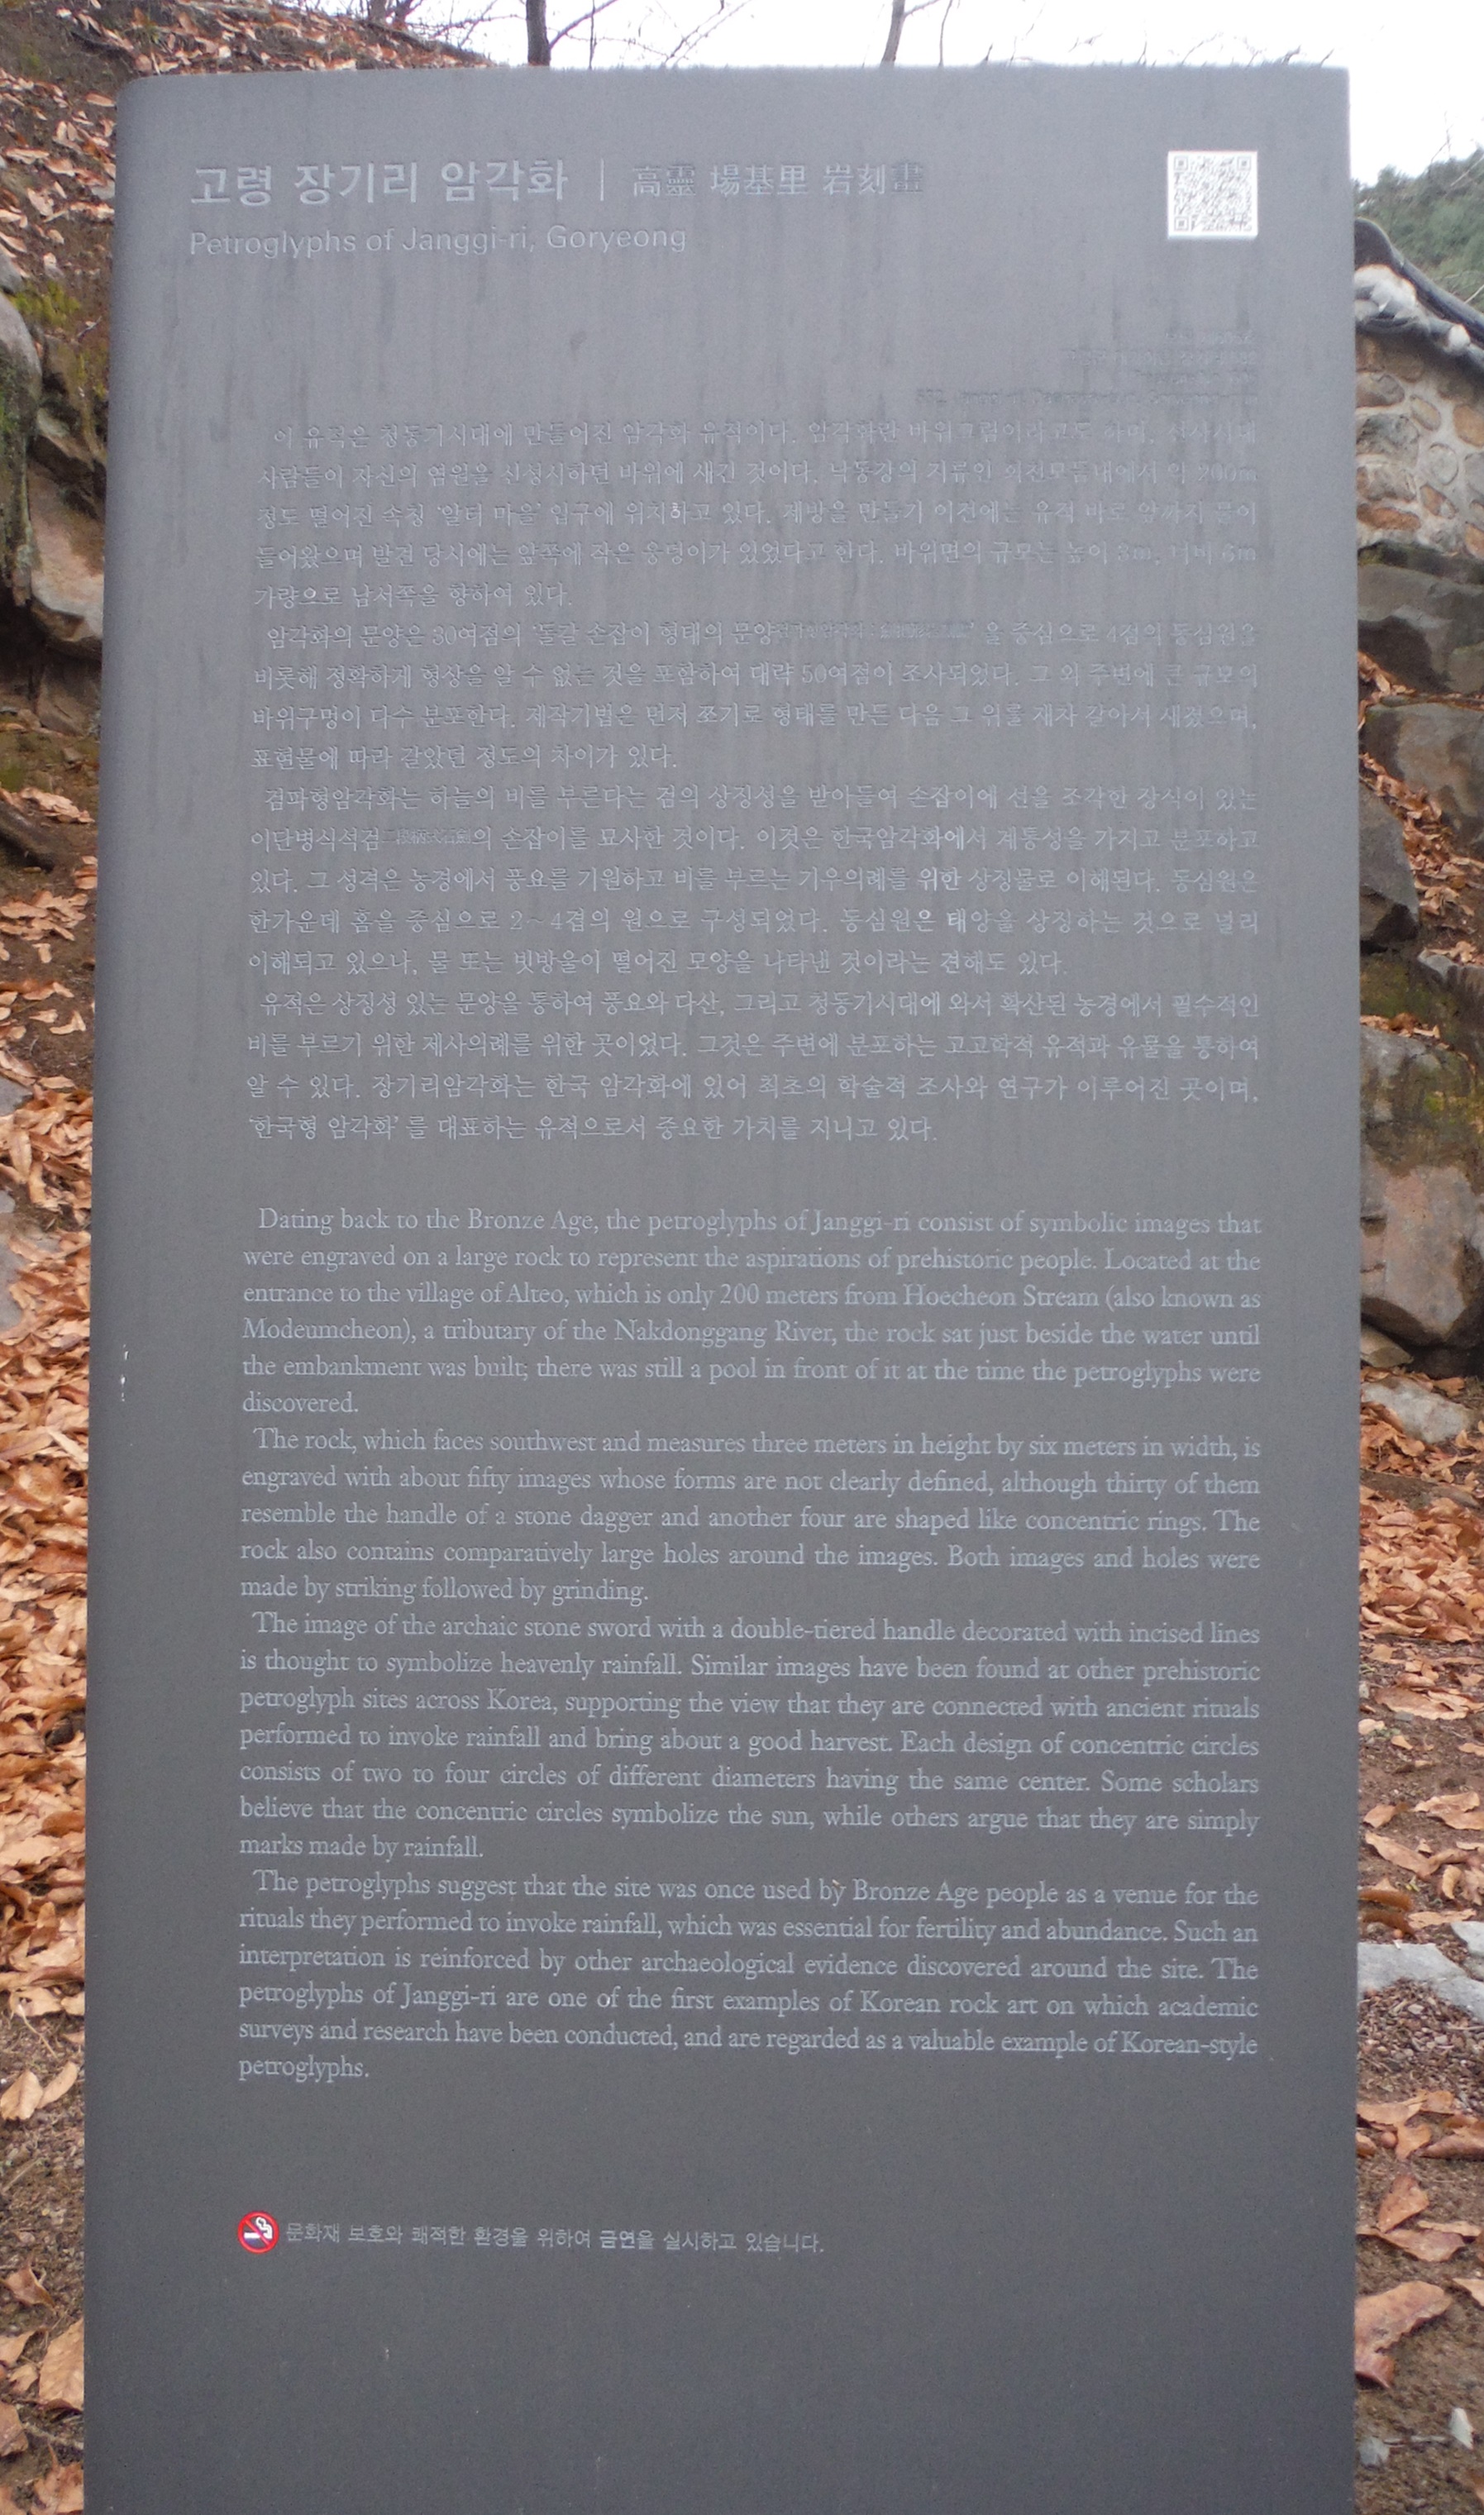 고령 장기리 암각화 | 高靈 場基里 岩刻畵
Petroglyphs of Janggi-ri, Goryeong
이 유적은 청동기시대에 만들어진 암각화 유적이다. 암각화란 바위그림이라고도 하며, 선사시대
사람들이 자신의 염원을 신성시하던 바위에 새긴 것이다. 낙동강의 지류인 회천모듬내에서 약 200m
정도 떨어진 속칭 ‘알터 마을’ 입구에 위치하고 있다. 제방을 만들기 이전에는 유적 바로 앞까지 물이
들어왔으며 발견 당시에는 앞쪽에 작은 웅덩이가 있었다고 한다. 바위면의 규모는 높이 3m, 너비 6m
가량으로 남서쪽을 향하여 있다.
암각화의 문양은 30여점의 ‘돌칼 손잡이 형태의 문양 을 중심으로 4점의 동심원을
비롯해 정확하게 형상을 알 수 없는 것을 포함하여 대략 50여점이 조사되었다. 그 외 주변에 큰 규모의
바위구멍이 다수 분포한다. 제작기법은 먼저 쪼기로 형태를 만든 다음 그 위를 재차 갈아서 새겼으며,
표현물에 따라 갈았던 정도의 차이가 있다.
검파형암각화는 하늘의 비를 부른다는 검의 상징성을 받아들여 손잡이에 선을 조각한 장식이 있는
이단병식석검二段柄式石劍의 손잡이를 묘사한 것이다. 이것은 한국암각화에서 계통성을 가지고 분포하고
있다. 그 성격은 농경에서 풍요를 기원하고 비를 부르는 기우의례를 위한 상징물로 이해된다. 동심원은
한가운데 홈을 중심으로 2~4겹의 원으로 구성되었다. 동심원은 태양을 상징하는 것으로 널리
이해되고 있으나, 물 또는 빗방울이 떨어진 모양을 나타낸 것이라는 견해도 있다.
유적은 상징성 있는 문양을 통하여 풍요와 다산, 그리고 청동기시대에 와서 확산된 농경에서 필수적인
비를 부르기 위한 제사의례를 위한 곳이었다. 그것은 주변에 분포하는 고고학적 유적과 유물을 통하여
알 수 있다. 장기리암각화는 한국 암각화에 있어 최초의 학술적 조사와 연구가 이루어진 곳이며,
‘한국형 암각화’ 를 대표하는 유적으로서 중요한 가치를 지니고 있다.
Dating back to the Bronze Age, the petroglyphs of Janggi-ri consist of symbolic images that
were engraved on a large rock to represent the aspirations of prehistoric people. Located at the
entrance to the village of Alteo, which is only 200 meters from Hoecheon Stream (also known as
Modeumcheon), a tributary of the Nakdonggang River, the rock sat just beside the water until
the embankment was built; there was still a pool in front of it at the time the petroglyphs were
discovered.
The rock, which faces southwest and measures three meters in height by six meters in width, is
engraved with about fifty images whose forms are not clearly defined, although thirty of them
resemble the handle of a stone dagger and another four are shaped like concentric rings. The
rock also contains comparatively large holes around the images. Both images and holes were
made by striking followed by grinding.
The image of the archaic stone sword with a double-tiered handle decorated with incised lines
is thought to symbolize heavenly rainfall. Similar images have been found at other prehistoric
petroglyph sites across Korea, supporting the view that they are connected with ancient rituals
performed to invoke rainfall and bring about a good harvest. Each design of concentric circles
consists of two to four circles of different diameters having the same center. Some scholars
believe that the concentric circles symbolize the sun, while others argue that they are simply
marks made by rainfall.
The petroglyphs suggest that the site was once used by Bronze Age people as a venue for the
rituals they performed to invoke rainfall, which was essential for fertility and abundance. Such an
interpretation is reinforced by other archaeological evidence discovered around the site. The
petroglyphs of Janggi-ri are one of the first examples of Korean rock art on which academic
surveys and research have been conducted, and are regarded as a valuable example of Korean-style
petroglyphs.
문화재 보호와 쾌적한 환경을 위하여 금연을 실시하고 있습니다.